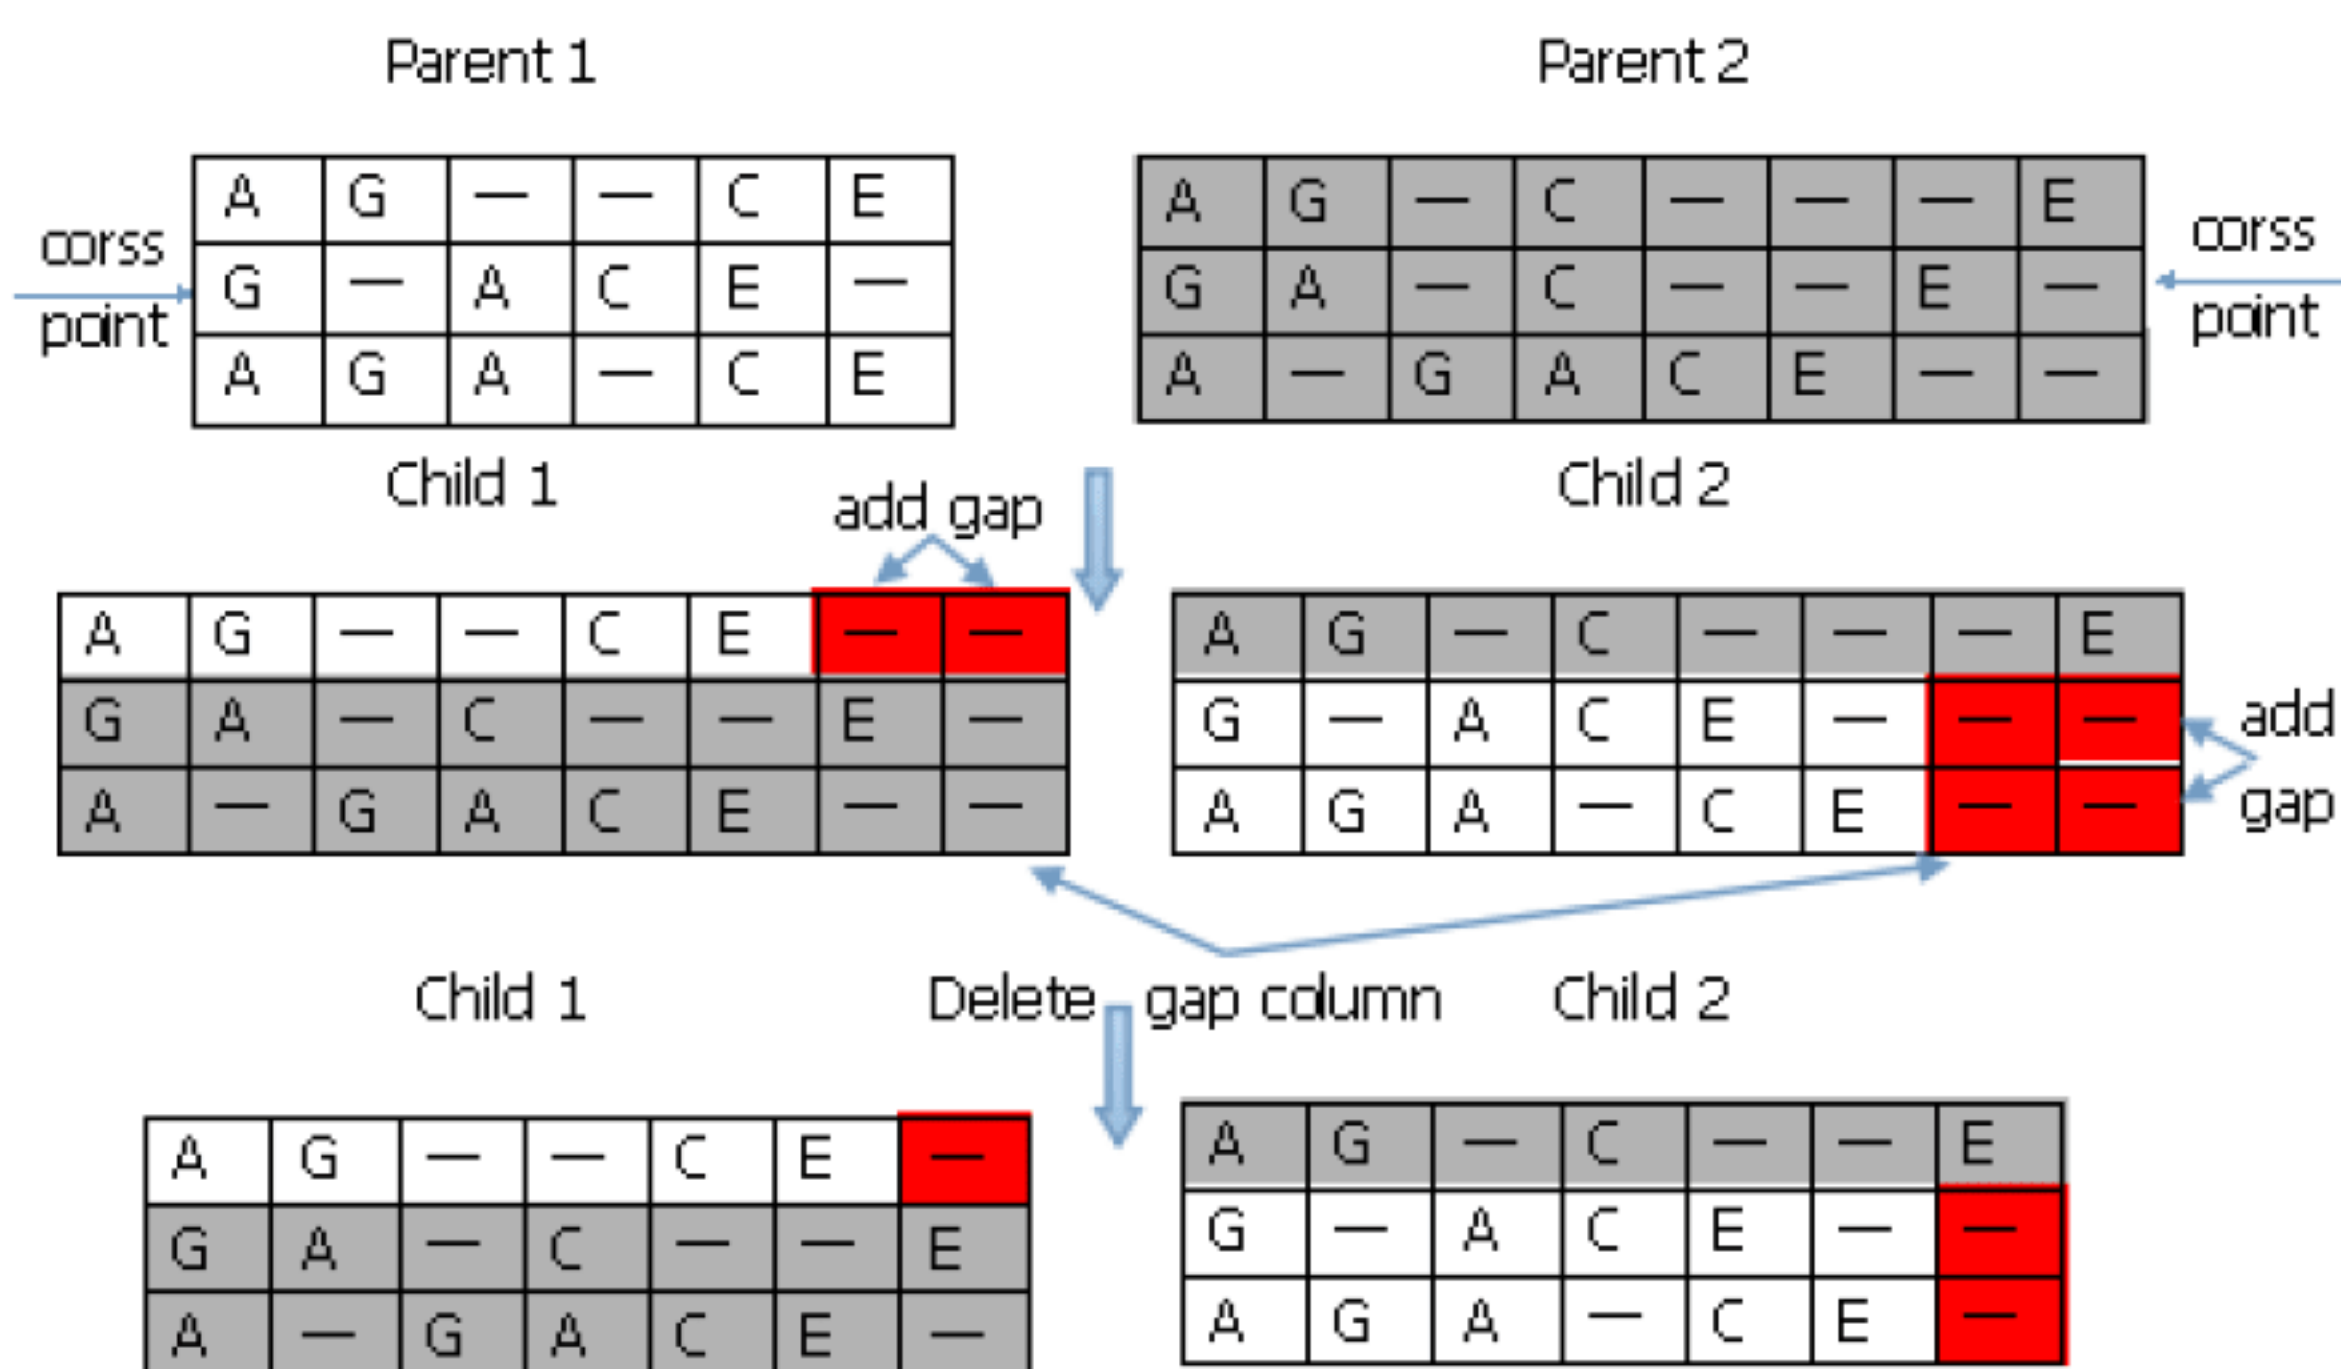 Parent 1 Parent 2
A G — — C E
G — A C E —
A G A — C E
corss
point
A G — C — — — E
G A — C — — E —
A — G A C E — —
corss
point
Child 1 Child 2
add gap
A G — — C E — —
G A — C — — E —
A — G A C E — —
A G — C — — — E
G — A C E — — —
A G A — C E — —
add
gap
Child 1 Delete gap column Child 2
A G — — C E —
G A — C — — E
A — G A C E —
A G — C — — E
G — A C E — —
A G A — C E —